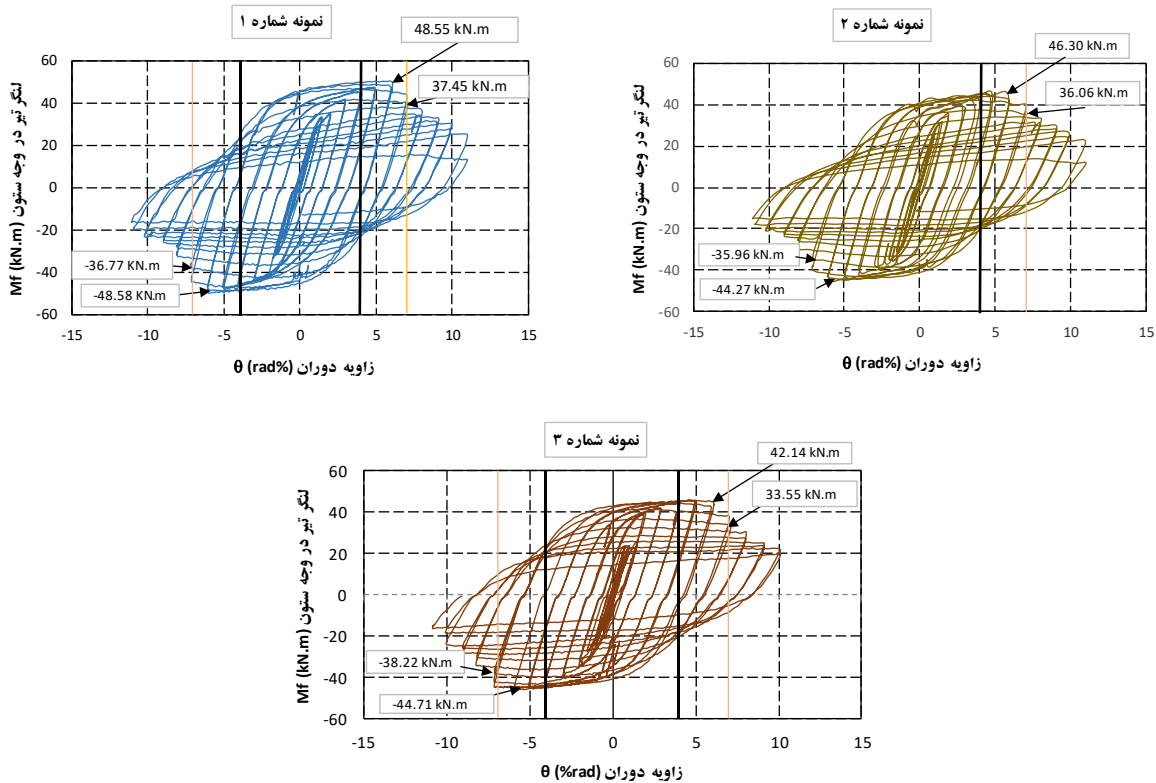 نمونه شماره ۱
48.55 kN.m
37.45 kN.m
-36.77 kN.m
-48.58 KN.m
60
40
20
0
-20
-40
-60
-15
-10
-5
0
5
10
15
لنگر تیر در وجه ستون Mf (kN.m)
زاویه دوران θ (rad%)
نمونه شماره ۲
46.30 kN.m
36.06 kN.m
-35.96 kN.m
-44.27 kN.m
60
40
20
0
-20
-40
-60
-15
-10
-5
0
5
10
15
لنگر تیر در وجه ستون Mf (kN.m)
زاویه دوران θ (rad%)
نمونه شماره ۳
42.14 kN.m
33.55 kN.m
-38.22 kN.m
-44.71 kN.m
60
40
20
0
-20
-40
-60
-15
-10
-5
0
5
10
15
لنگر تیر در وجه ستون Mf (kN.m)
زاویه دوران θ (%rad)